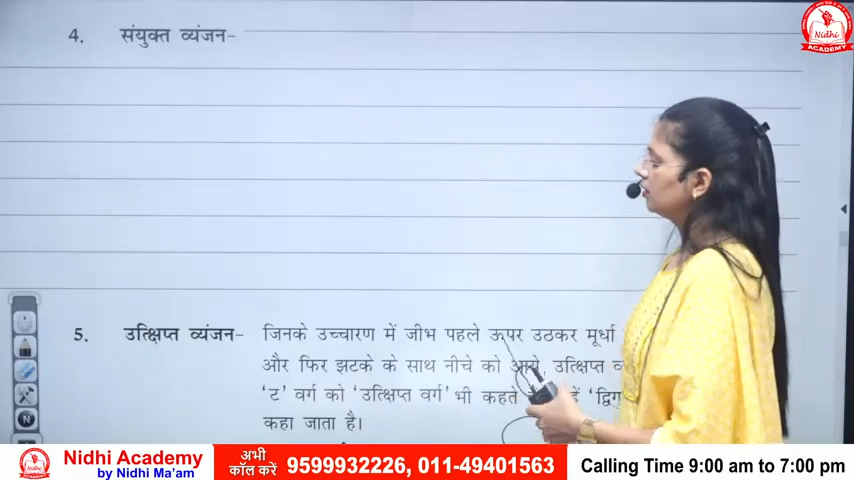 4. संयुक्त व्यंजन-
5. उत्क्षिप्त व्यंजन- जिनके उच्चारण में जीभ पहले ऊपर उठकर मूर्धा
और फिर झटके के साथ नीचे को आये, उत्क्षिप्त
'ट' वर्ग को 'उत्क्षिप्त वर्ग' भी कहते
कहा जाता है।
Nidhi
ACADEMY
Nidhi Academy
by Nidhi Ma'am
अभी
कॉल करें
9599932226, 011-49401563
Calling Time 9:00 am to 7:00 pm
N